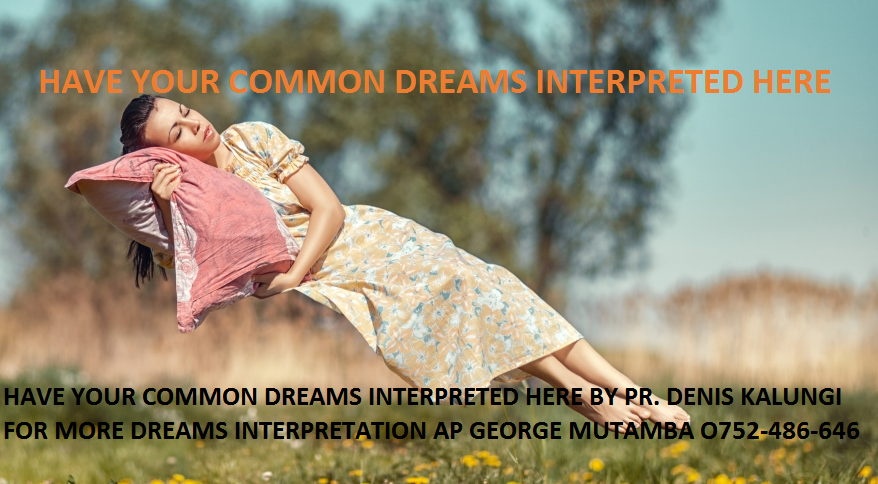 HAVE YOUR COMMON DREAMS INTERPRETED HERE
HAVE YOUR COMMON DREAMS INTERPRETED HERE BY PR. DENIS KALUNGI
FOR MORE DREAMS INTERPRETATION AP GEORGE MUTAMBA O752-486-646